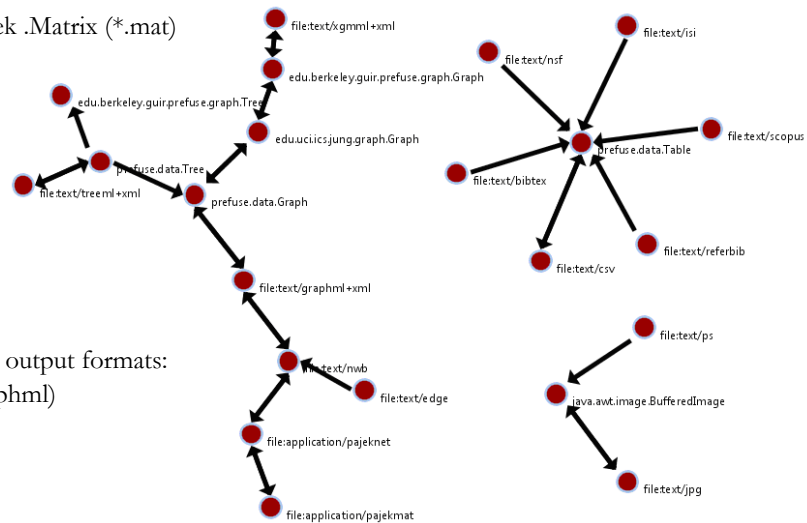 ek .Matrix (*.mat)
output formats:
phml)
file:text/xgmml+xml
edu.berkeley.guir.prefuse.graph.Graph
edu.berkeley.guir.prefuse.graph.Tree
edu.uci.ics.jung.graph.Graph
prefuse.data.Tree
file:text/treeml+xml
prefuse.data.Graph
file:text/graphml+xml
file:text/nwb
file:text/edge
file:application/pajeknet
file:application/pajekmat
file:text/isi
file:text/nsf
file:text/scopus
prefuse.data.Table
file:text/bibtex
file:text/referbib
file:text/csv
file:text/ps
java.awt.image.BufferedImage
file:text/jpg